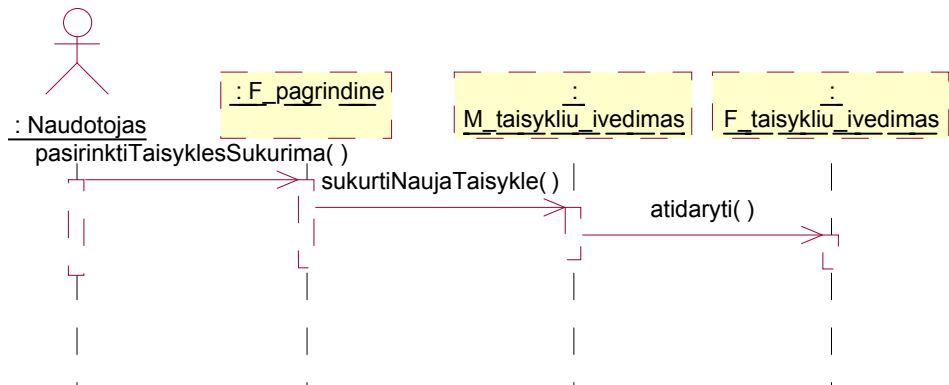 : Naudotojas
: F_pagrindine
:
M_taisykliu_ivedimas
:
F_taisykliu_ivedimas
pasirinktiTaisyklesSukurima( )
sukurtiNaujaTaisykle( )
atidaryti( )